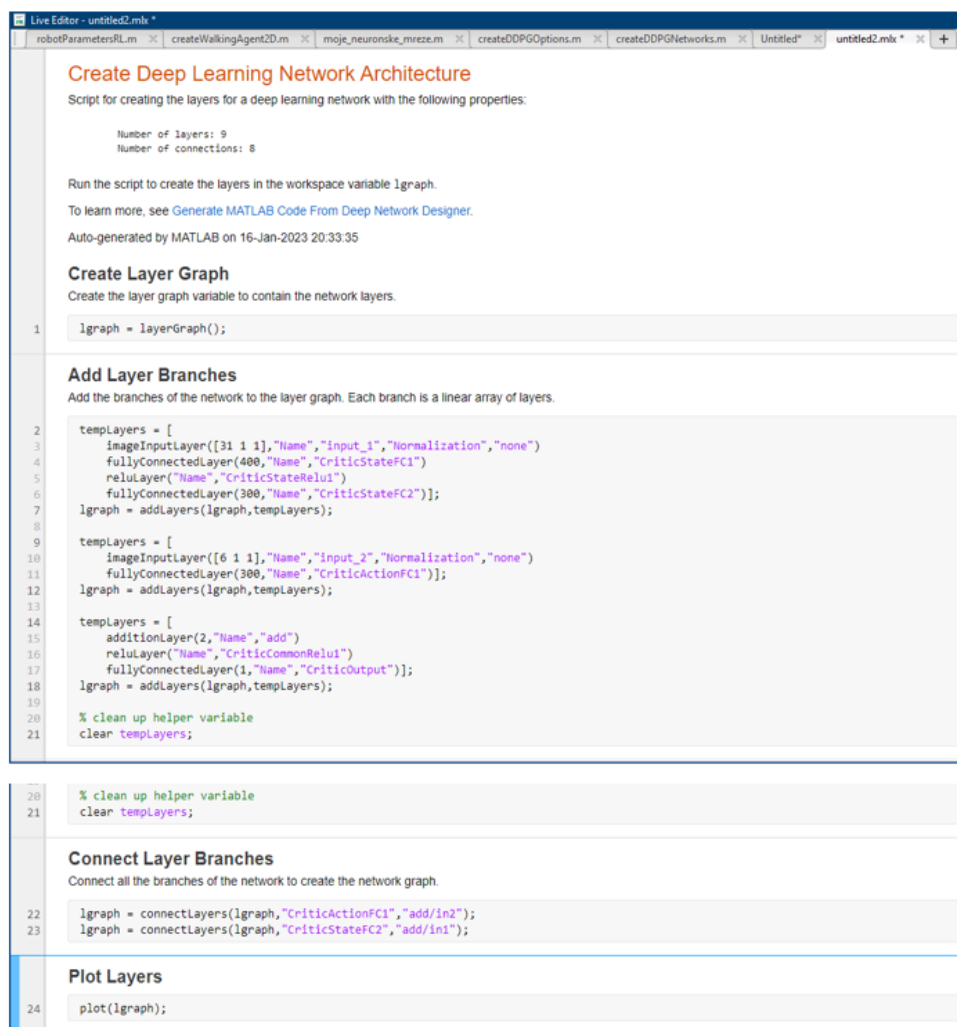 Live Editor - untitled2.mlx *
robotParametersRL.m createWalkingAgent2D.m moje_neuronske_mreze.m createDDPGOptions.m createDDPGNetworks.m Untitled* untitled2.mlx * +
Create Deep Learning Network Architecture
Script for creating the layers for a deep learning network with the following properties:
Number of layers: 9
Number of connections: 8
Run the script to create the layers in the workspace variable lgraph.
To learn more, see Generate MATLAB Code From Deep Network Designer.
Auto-generated by MATLAB on 16-Jan-2023 20:33:35
Create Layer Graph
Create the layer graph variable to contain the network layers.
1 lgraph = layerGraph();
Add Layer Branches
Add the branches of the network to the layer graph. Each branch is a linear array of layers.
2 tempLayers = [
3 imageInputLayer([31 1 1],"Name","input_1","Normalization","none")
4 fullyConnectedLayer(400,"Name","CriticStateFC1")
5 reluLayer("Name","CriticStateRelu1")
6 fullyConnectedLayer(300,"Name","CriticStateFC2")];
7 lgraph = addLayers(lgraph,tempLayers);
8
9 tempLayers = [
10 imageInputLayer([6 1 1],"Name","input_2","Normalization","none")
11 fullyConnectedLayer(300,"Name","CriticActionFC1")];
12 lgraph = addLayers(lgraph,tempLayers);
13
14 tempLayers = [
15 additionLayer(2,"Name","add")
16 reluLayer("Name","CriticCommonRelu1")
17 fullyConnectedLayer(1,"Name","CriticOutput")];
18 lgraph = addLayers(lgraph,tempLayers);
19
20 % clean up helper variable
21 clear tempLayers;
20 % clean up helper variable
21 clear tempLayers;
Connect Layer Branches
Connect all the branches of the network to create the network graph.
22 lgraph = connectLayers(lgraph,"CriticActionFC1","add/in2");
23 lgraph = connectLayers(lgraph,"CriticStateFC2","add/in1");
Plot Layers
24 plot(lgraph);